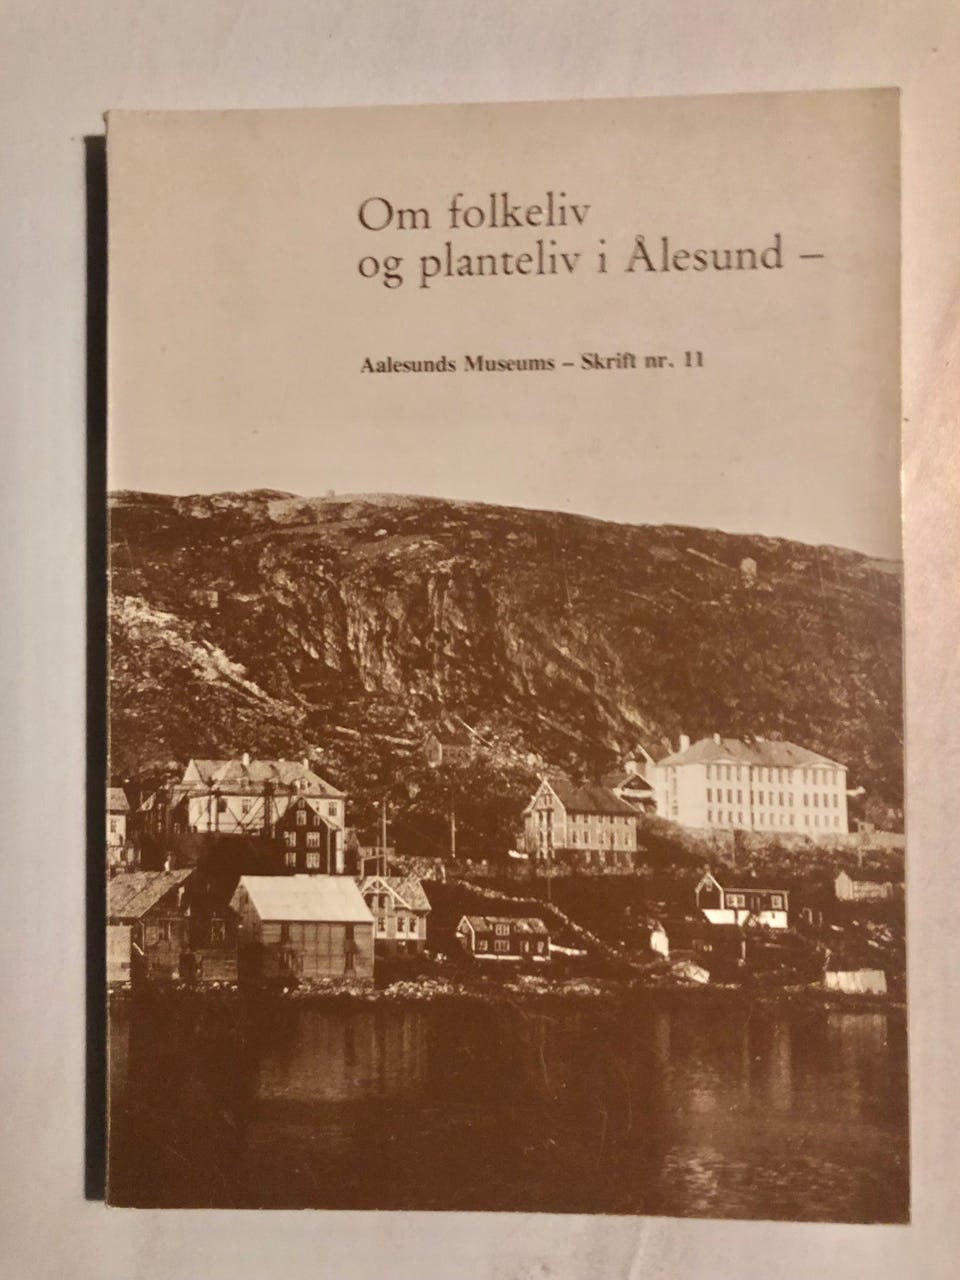 Om folkeliv
og planteliv i Ålesund –
Aalesunds Museums – Skrift nr. 11